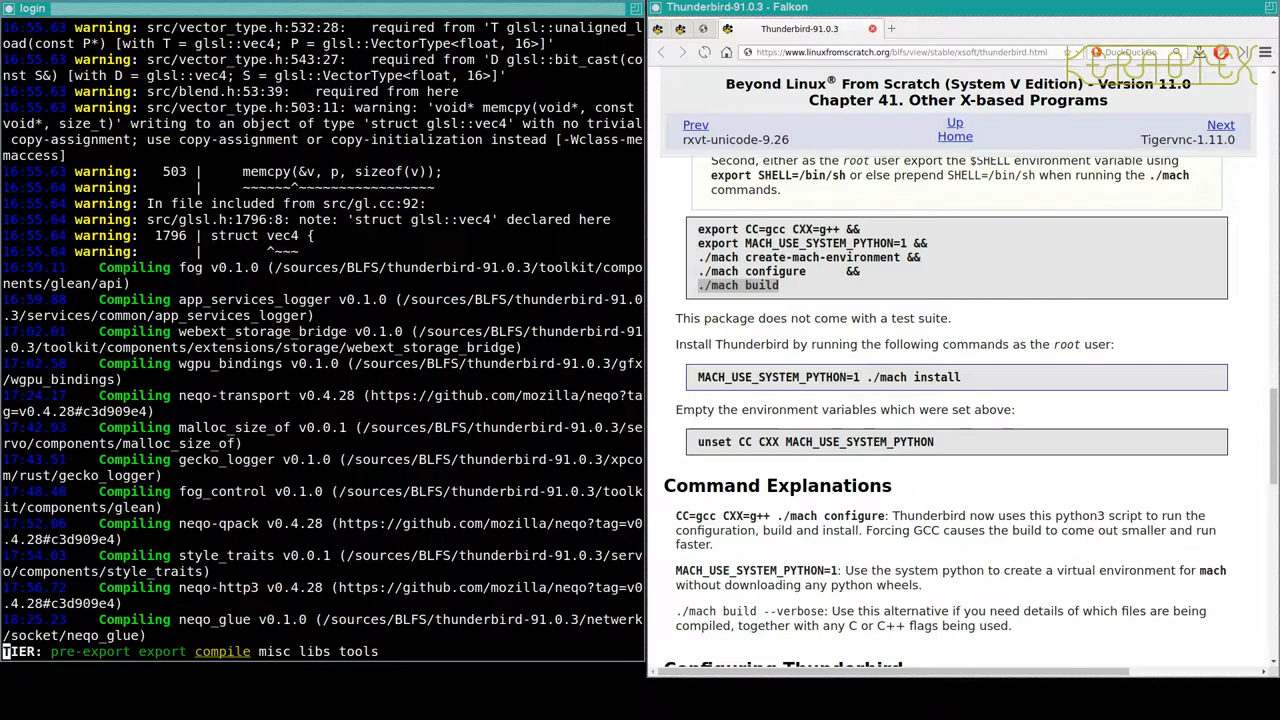 login
16:55.63 warning: src/vector_type.h:532:28:   required from 'T glsl::unaligned_l
oad(const P*) [with T = glsl::vec4; P = glsl::VectorType<float, 16>]'
16:55.63 warning: src/vector_type.h:543:27:   required from 'D glsl::bit_cast(co
nst S&) [with D = glsl::vec4; S = glsl::VectorType<float, 16>]'
16:55.63 warning: src/blend.h:53:39:   required from here
16:55.63 warning: src/vector_type.h:503:11: warning: 'void* memcpy(void*, const
void*, size_t)' writing to an object of type 'struct glsl::vec4' with no trivial
copy-assignment; use copy-assignment or copy-initialization instead [-Wclass-me
maccess]
16:55.63 warning:   503 |     memcpy(&v, p, sizeof(v));
16:55.64 warning:       |     ~~~~~~^~~~~~~~~~~~~~~~~~
16:55.64 warning: In file included from src/gl.cc:92:
16:55.64 warning: src/glsl.h:1796:8: note: 'struct glsl::vec4' declared here
16:55.64 warning:  1796 | struct vec4 {
16:55.64 warning:       |        ^~~~
16:59.11    Compiling fog v0.1.0 (/sources/BLFS/thunderbird-91.0.3/toolkit/compo
nents/glean/api)
16:59.88    Compiling app_services_logger v0.1.0 (/sources/BLFS/thunderbird-91.0
.3/services/common/app_services_logger)
17:02.01    Compiling webext_storage_bridge v0.1.0 (/sources/BLFS/thunderbird-91
.0.3/toolkit/components/extensions/storage/webext_storage_bridge)
17:02.58    Compiling wgpu_bindings v0.1.0 (/sources/BLFS/thunderbird-91.0.3/gfx
/wgpu_bindings)
17:24.17    Compiling neqo-transport v0.4.28 (https://github.com/mozilla/neqo?ta
g=v0.4.28#c3d909e4)
17:42.93    Compiling malloc_size_of v0.0.1 (/sources/BLFS/thunderbird-91.0.3/se
rvo/components/malloc_size_of)
17:43.51    Compiling gecko_logger v0.1.0 (/sources/BLFS/thunderbird-91.0.3/xpco
m/rust/gecko_logger)
17:48.48    Compiling fog_control v0.1.0 (/sources/BLFS/thunderbird-91.0.3/toolk
it/components/glean)
17:52.06    Compiling neqo-qpack v0.4.28 (https://github.com/mozilla/neqo?tag=v0
.4.28#c3d909e4)
17:54.03    Compiling style_traits v0.0.1 (/sources/BLFS/thunderbird-91.0.3/serv
o/components/style_traits)
17:56.72    Compiling neqo-http3 v0.4.28 (https://github.com/mozilla/neqo?tag=v0
.4.28#c3d909e4)
18:25.23    Compiling neqo_glue v0.1.0 (/sources/BLFS/thunderbird-91.0.3/netwerk
/socket/neqo_glue)
TIER: pre-export export compile misc libs tools
Thunderbird-91.0.3 - Falkon
Thunderbird-91.0.3
https://www.linuxfromscratch.org/blfs/view/stable/xsoft/thunderbird.html
DuckDuckGo
KERNOTEX
Beyond Linux® From Scratch (System V Edition) - Version 11.0
Chapter 41. Other X-based Programs
Prev Up Next
rxvt-unicode-9.26 Home Tigervnc-1.11.0
Second, either as the root user export the $SHELL environment variable using
export SHELL=/bin/sh or else prepend SHELL=/bin/sh when running the ./mach
commands.
export CC=gcc CXX=g++ &&
export MACH_USE_SYSTEM_PYTHON=1 &&
./mach create-mach-environment &&
./mach configure      &&
./mach build
This package does not come with a test suite.
Install Thunderbird by running the following commands as the root user:
MACH_USE_SYSTEM_PYTHON=1 ./mach install
Empty the environment variables which were set above:
unset CC CXX MACH_USE_SYSTEM_PYTHON
Command Explanations
CC=gcc CXX=g++ ./mach configure: Thunderbird now uses this python3 script to run the
configuration, build and install. Forcing GCC causes the build to come out smaller and run
faster.
MACH_USE_SYSTEM_PYTHON=1: Use the system python to create a virtual environment for mach
without downloading any python wheels.
./mach build --verbose: Use this alternative if you need details of which files are being
compiled, together with any C or C++ flags being used.
Configuring Thunderbird